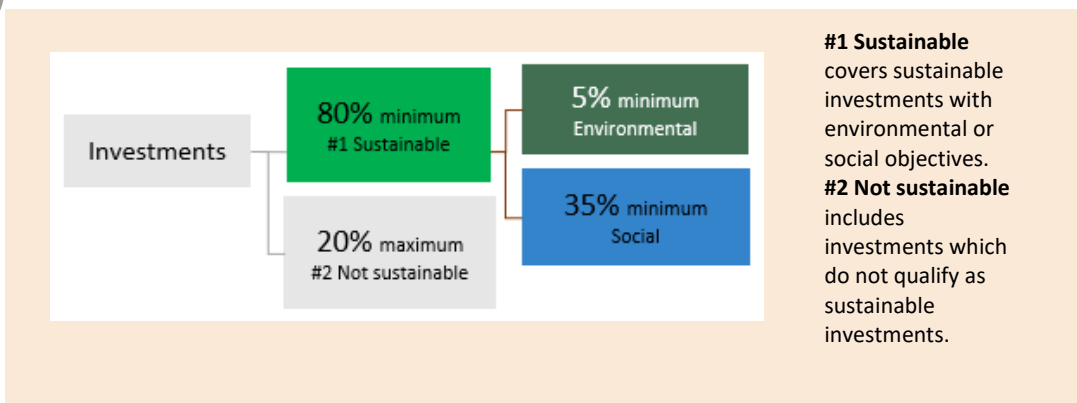 Investments
80% minimum
#1 Sustainable
20% maximum
#2 Not sustainable
5% minimum
Environmental
35% minimum
Social
#1 Sustainable
covers sustainable
investments with
environmental or
social objectives.
#2 Not sustainable
includes
investments which
do not qualify as
sustainable
investments.